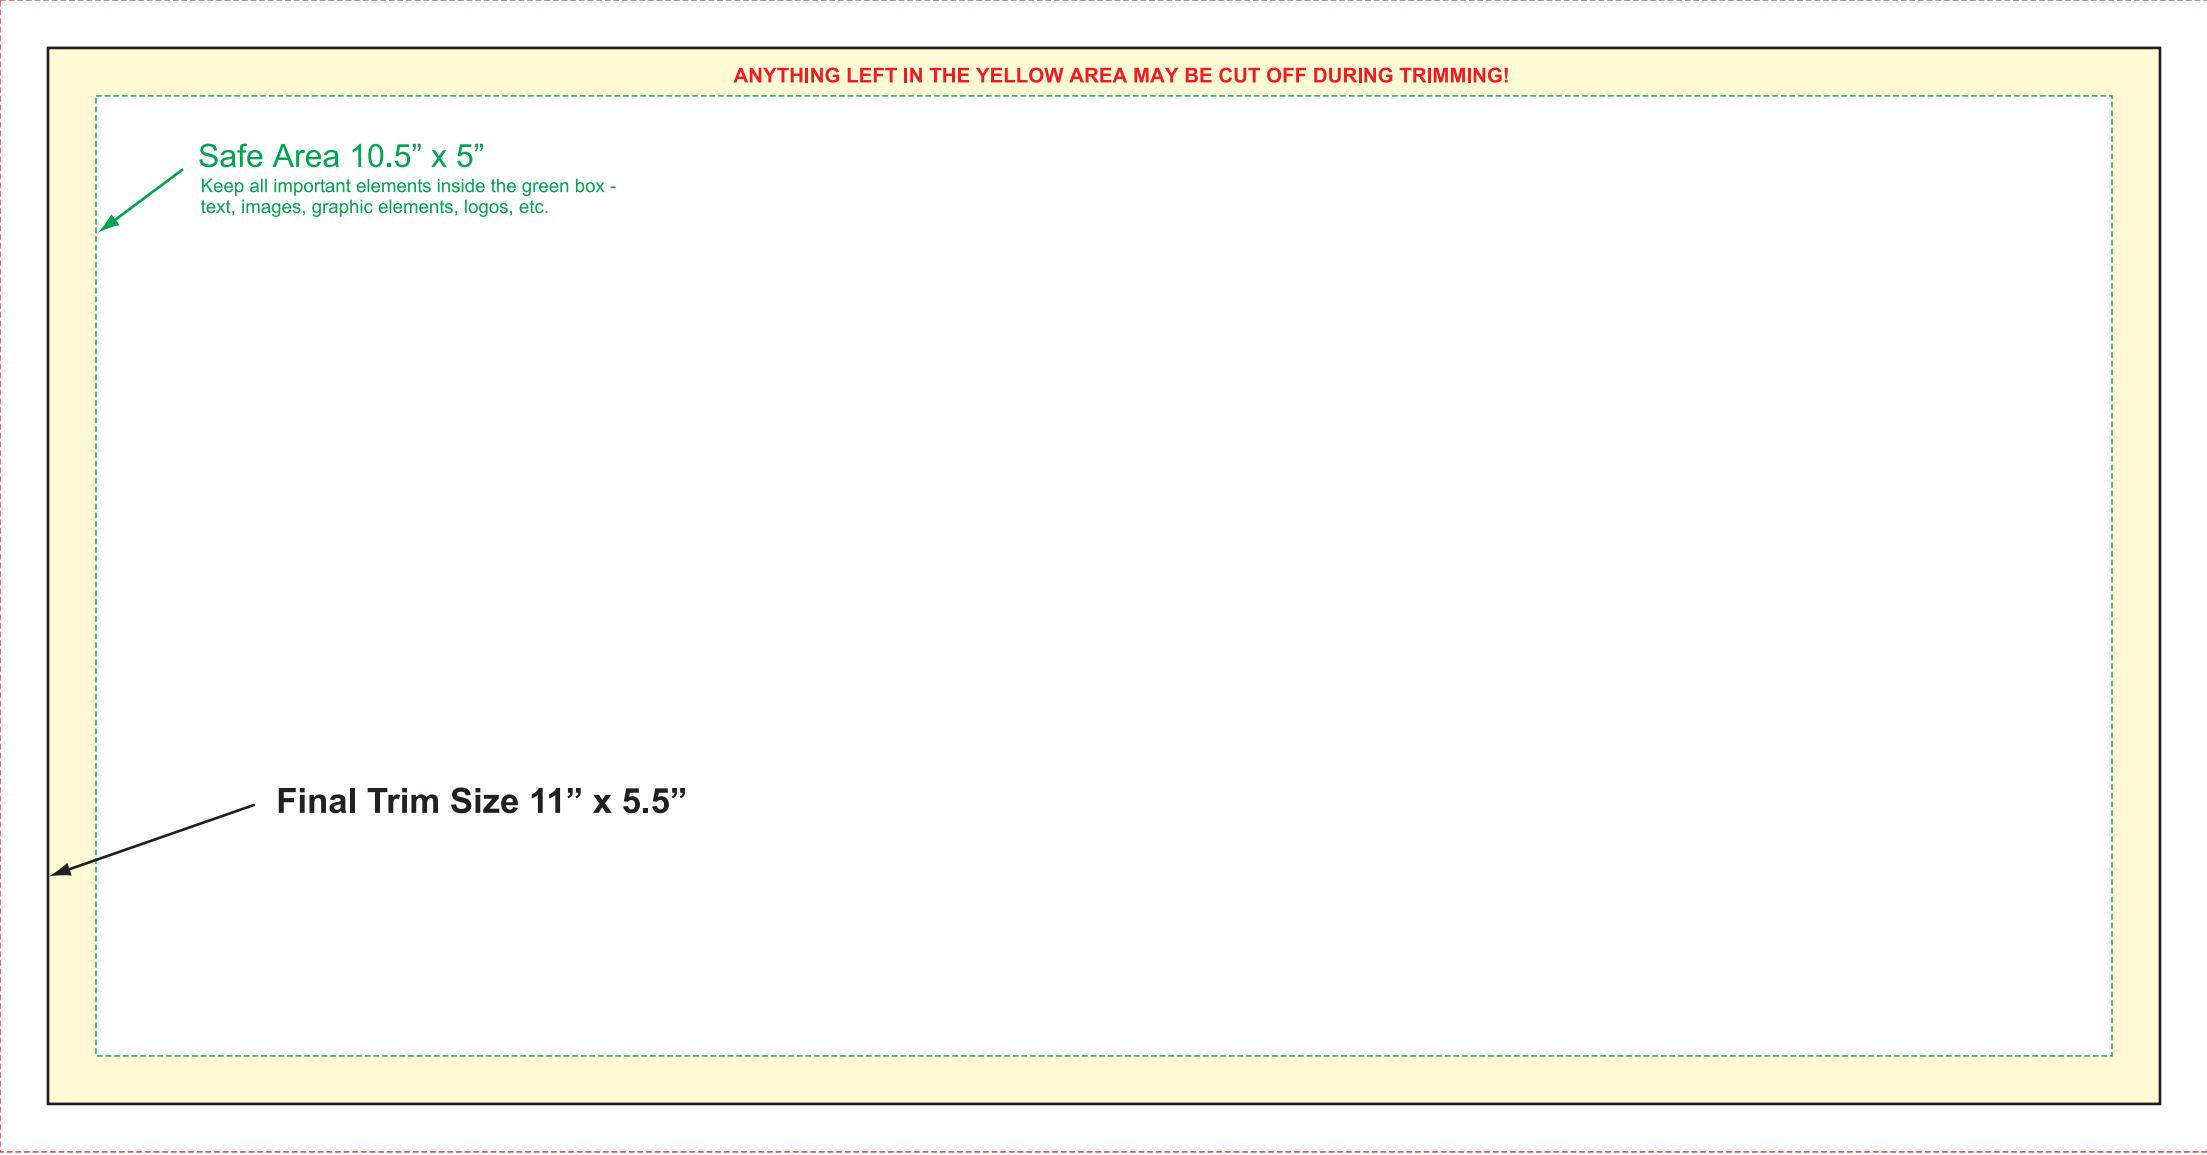 ANYTHING LEFT IN THE YELLOW AREA MAY BE CUT OFF DURING TRIMMING!
Safe Area 10.5” x 5”
Keep all important elements inside the green box -
text, images, graphic elements, logos, etc.
Final Trim Size 11” x 5.5”